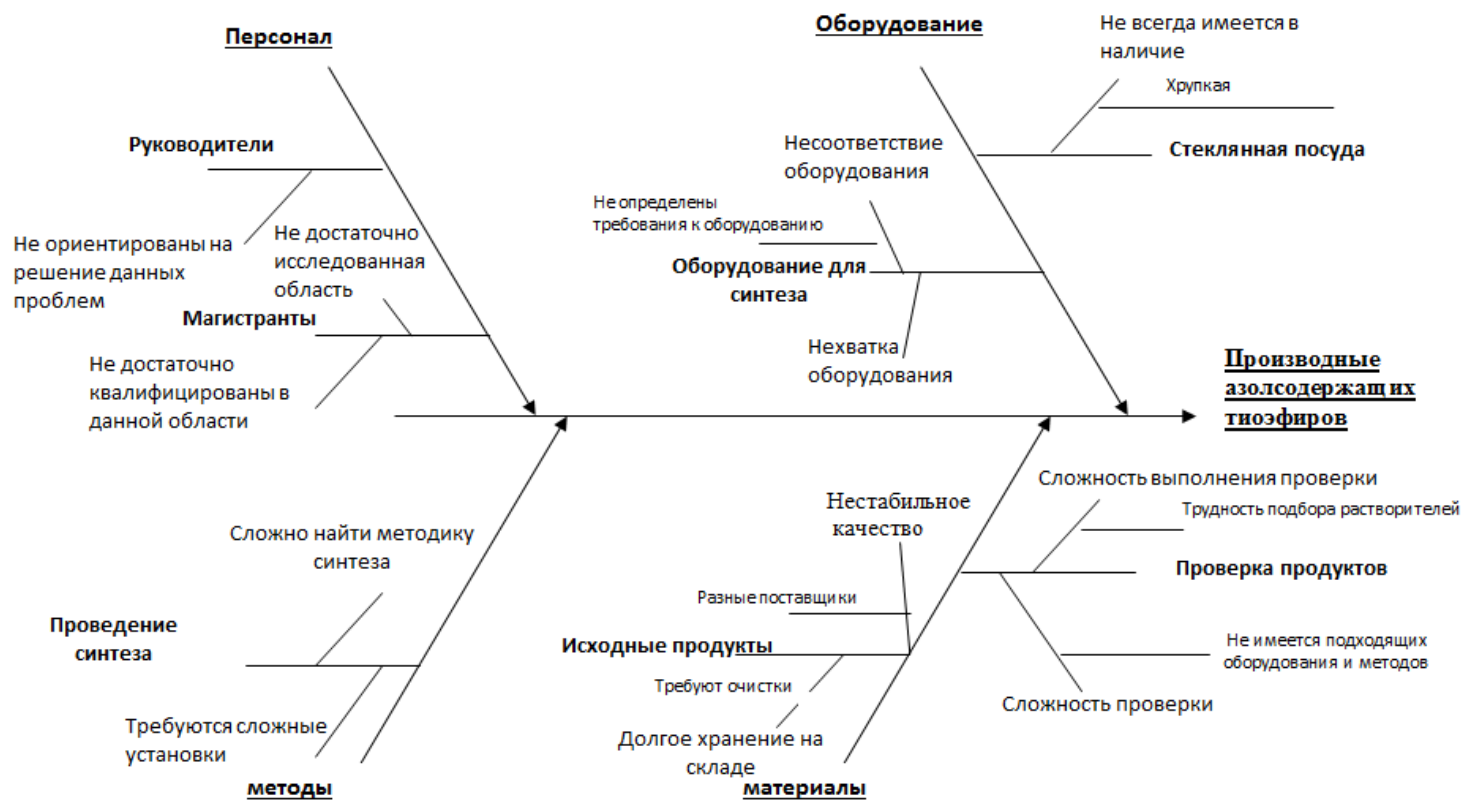 Персонал
Оборудование
Не всегда имеется в
наличие
Хрупкая
Стеклянная посуда
Руководители
Не ориентированы на
решение данных
проблем
Не достаточно
исследованная
область
Магистранты
Не достаточно
квалифицированы в
данной области
Несоответствие
оборудования
Не определены
требования к оборудованию
Оборудование для
синтеза
Нехватка
оборудования
Производные
азолсодержащих
тиоэфиров
Сложно найти методику
синтеза
Проведение
синтеза
Требуются сложные
установки
методы
Нестабильное
качество
Разные поставщики
Исходные продукты
Требуют очистки
Долгое хранение на
складе
материалы
Сложность выполнения проверки
Трудность подбора растворителей
Проверка продуктов
Не имеется подходящих
оборудования и методов
Сложность проверки